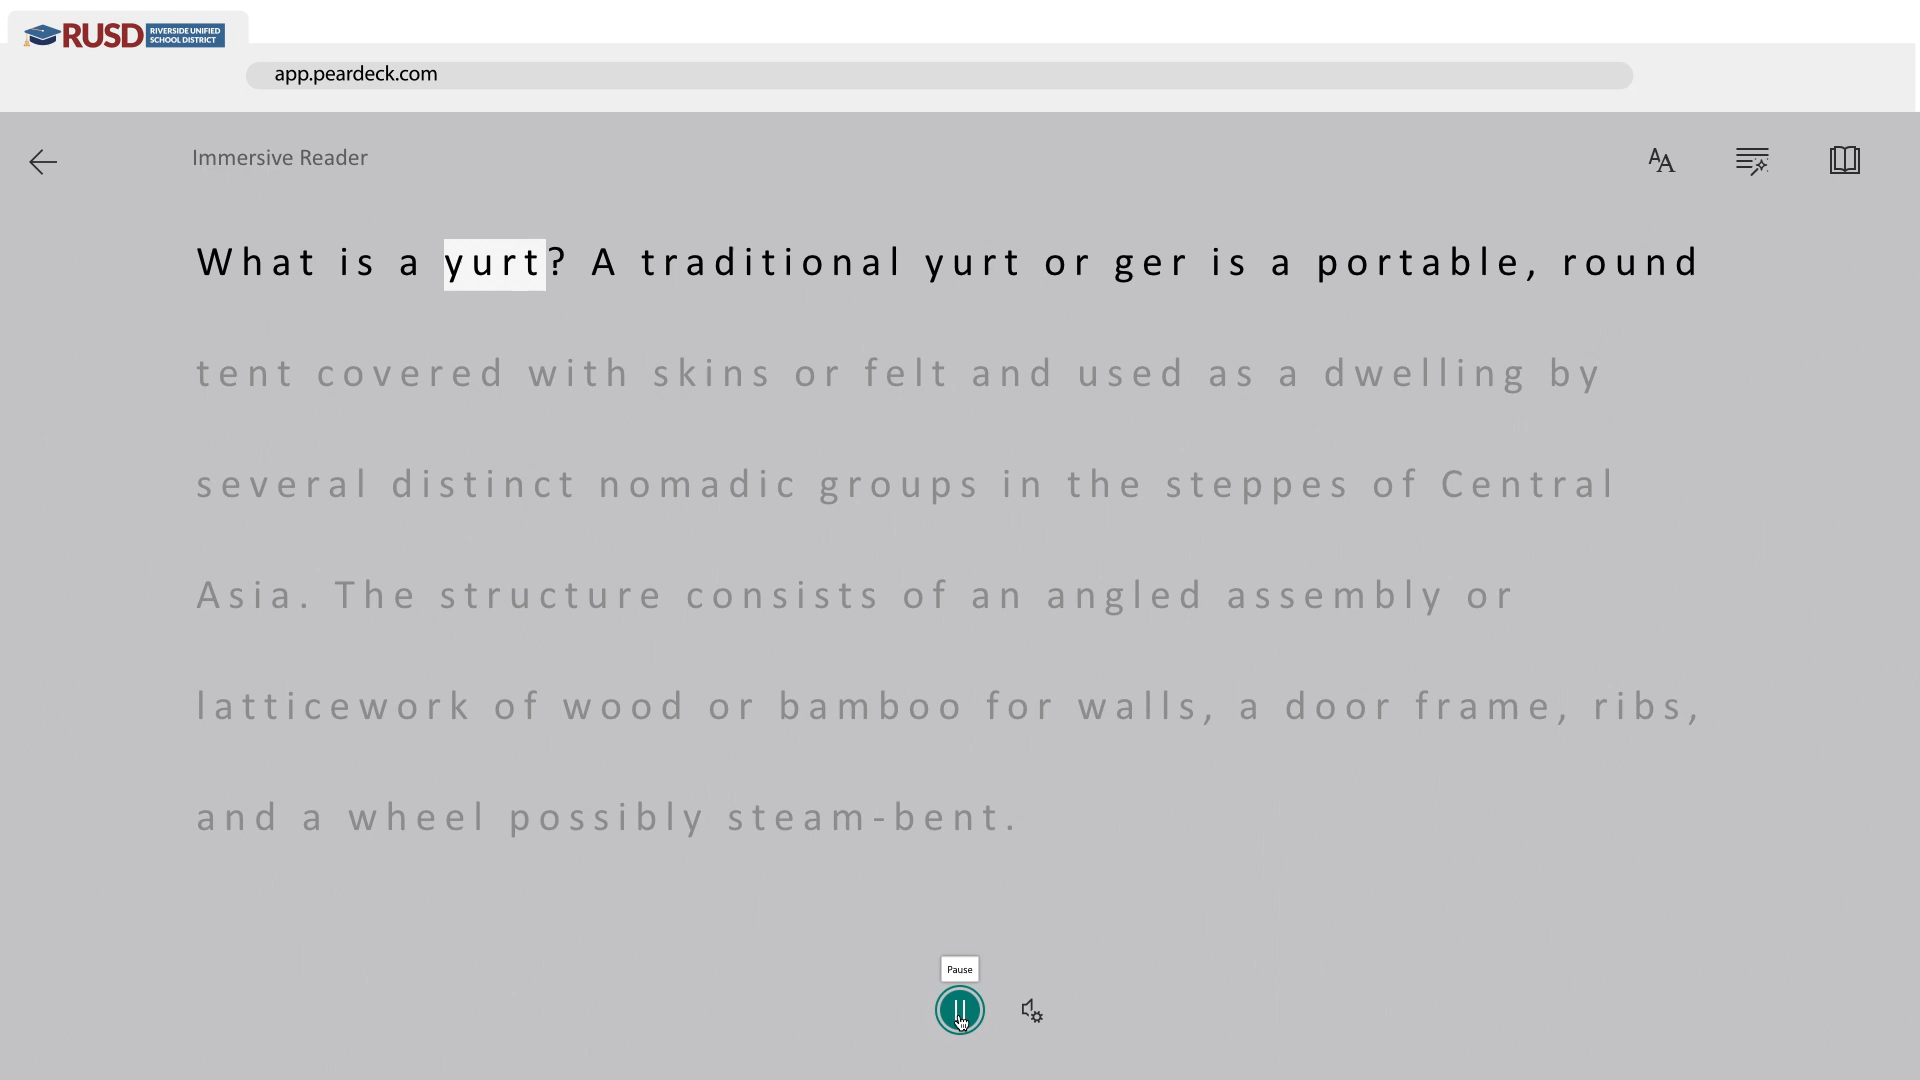 RUSD RIVERSIDE UNIFIED
SCHOOL DISTRICT
app.peardeck.com
Immersive Reader
What is a yurt? A traditional yurt or ger is a portable, round
tent covered with skins or felt and used as a dwelling by
several distinct nomadic groups in the steppes of Central
Asia. The structure consists of an angled assembly or
latticework of wood or bamboo for walls, a door frame, ribs,
and a wheel possibly steam-bent.
Pause